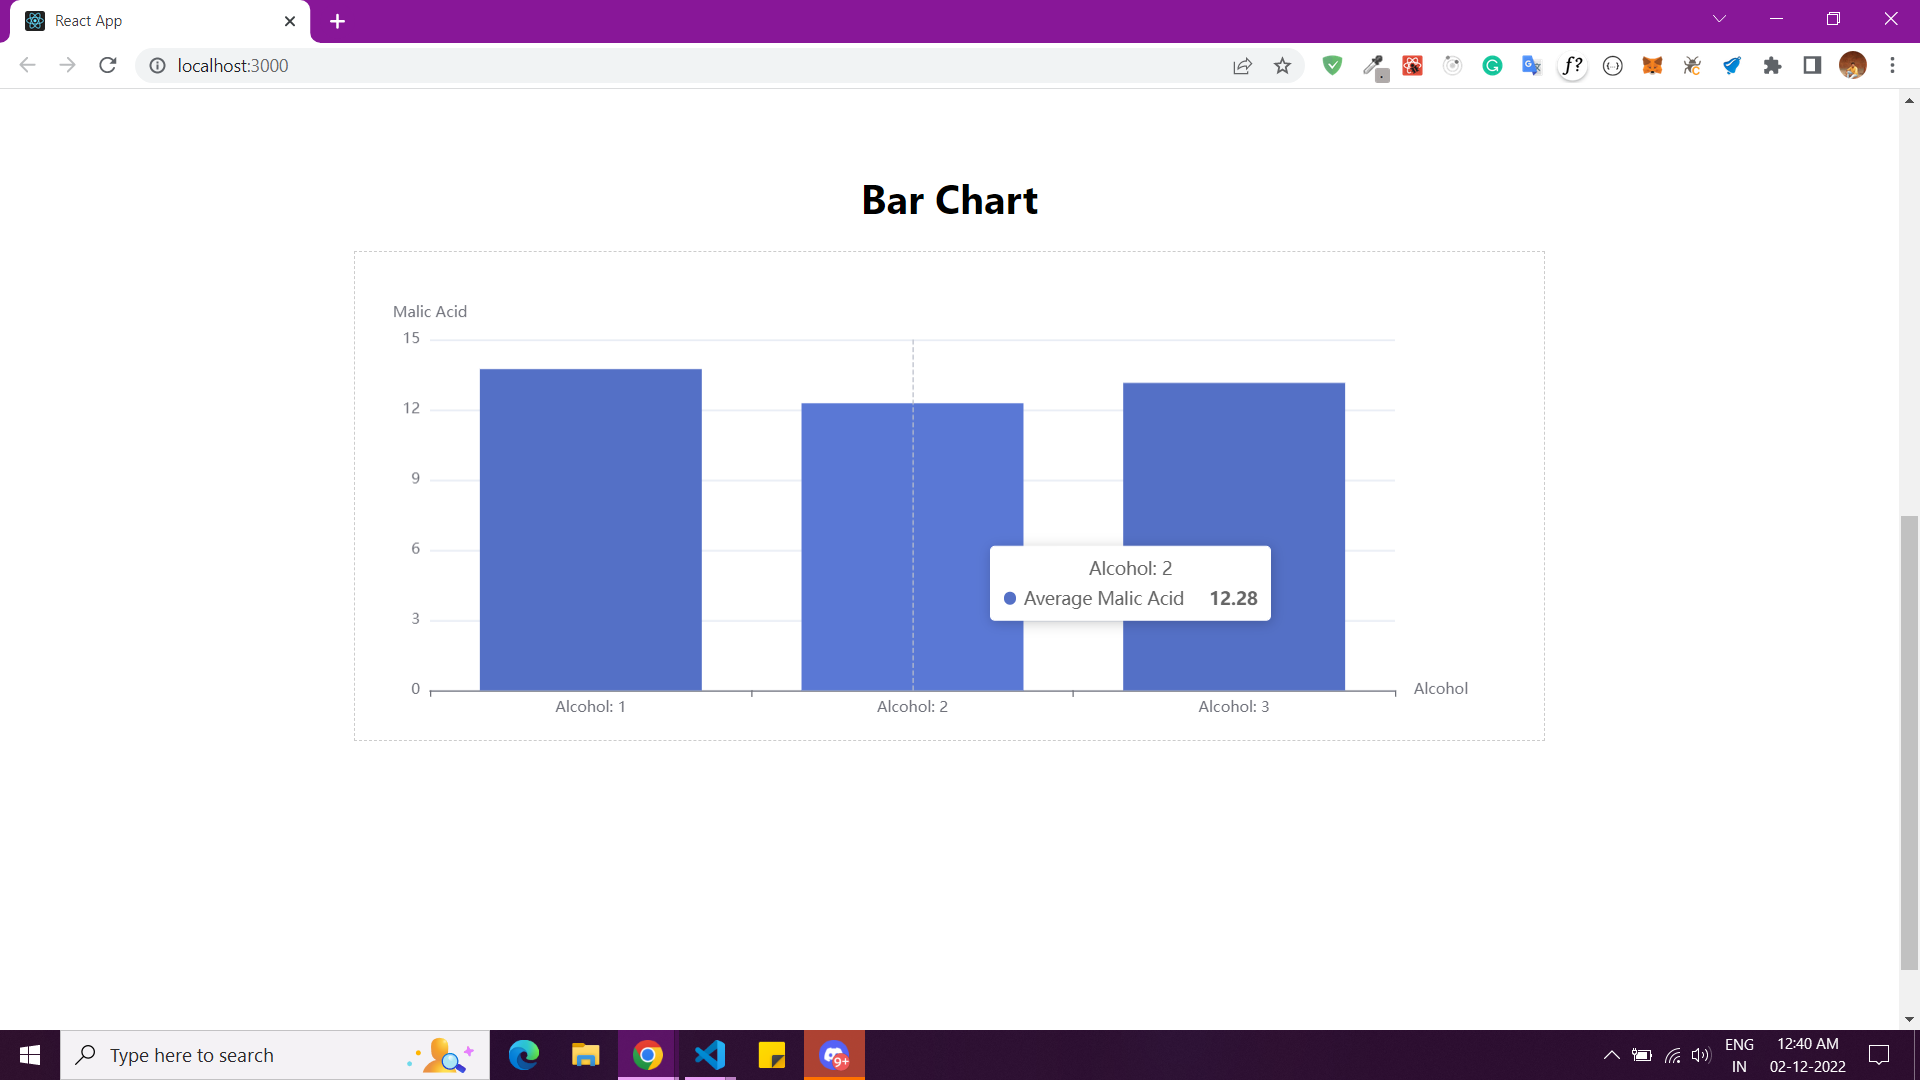 React App
localhost:3000
f?
Bar Chart
Malic Acid
15
12
9
6
3
0
Alcohol: 2
Average Malic Acid 12.28
Alcohol
Alcohol: 1
Alcohol: 2
Alcohol: 3
Type here to search
9+
ENG
IN
12:40 AM
02-12-2022